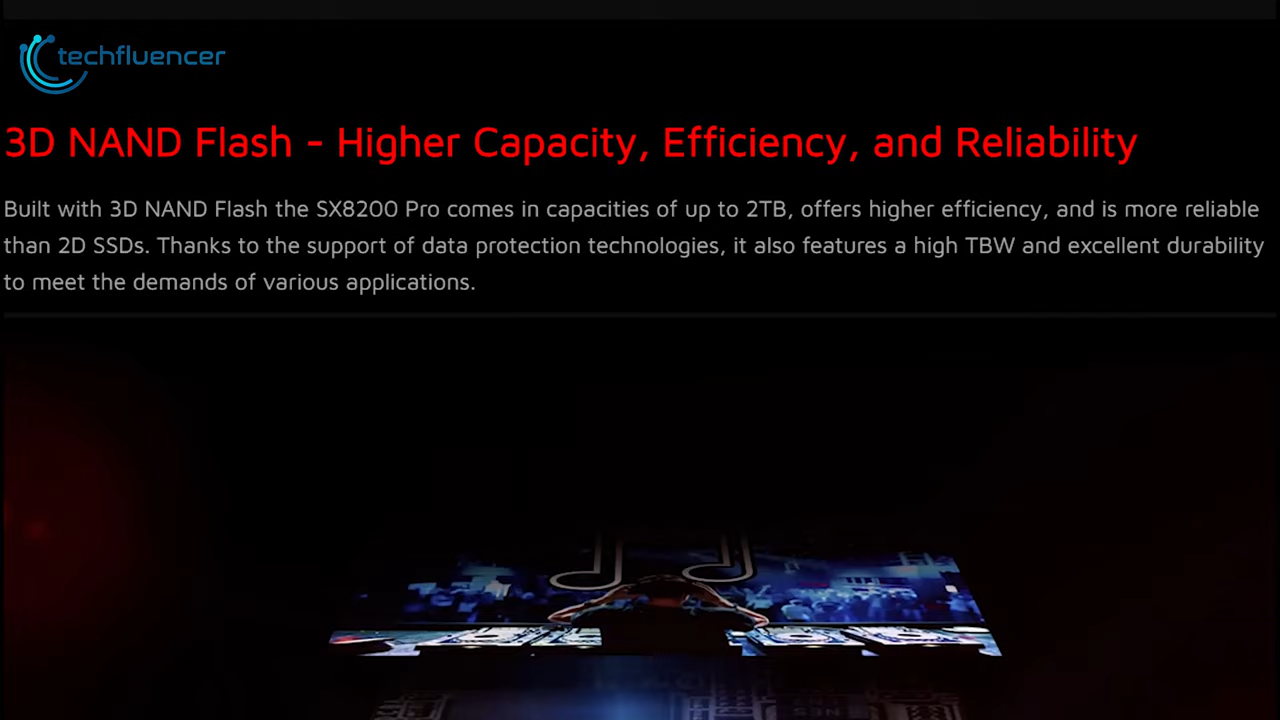 techfluencer
3D NAND Flash - Higher Capacity, Efficiency, and Reliability
Built with 3D NAND Flash the SX8200 Pro comes in capacities of up to 2TB, offers higher efficiency, and is more reliable
than 2D SSDs. Thanks to the support of data protection technologies, it also features a high TBW and excellent durability
to meet the demands of various applications.